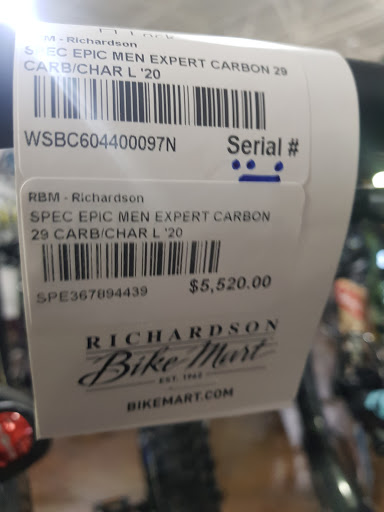 RBM - Richardson
SPEC EPIC MEN EXPERT CARBON 29
CARB/CHAR L '20
WSBC604400097N
Serial #
RBM - Richardson
SPEC EPIC MEN EXPERT CARBON
29 CARB/CHAR L '20
SPE367894439
$5,520.00
RICHARDSON
Bike Mart
EST. 1962
BIKEMART.COM